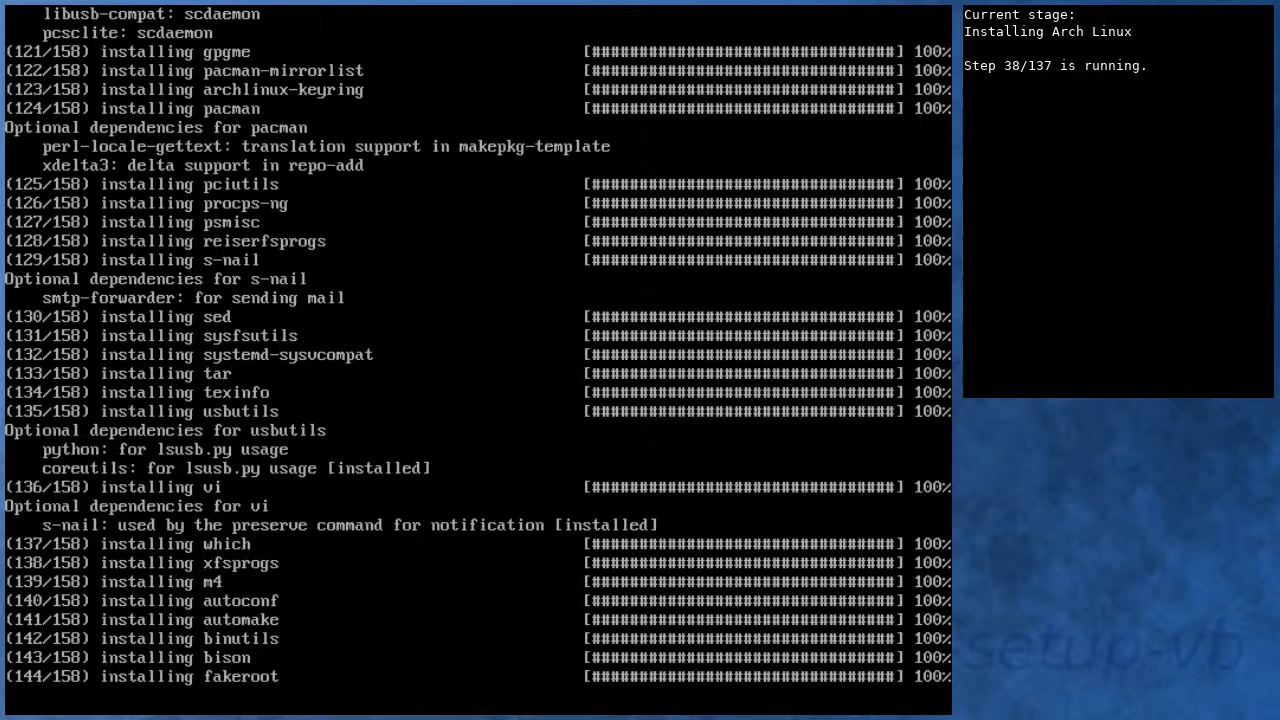 libusb-compat: scdaemon
    pcsclite: scdaemon
(121/158) installing gpgme [################################] 100%
(122/158) installing pacman-mirrorlist [################################] 100%
(123/158) installing archlinux-keyring [################################] 100%
(124/158) installing pacman [################################] 100%
Optional dependencies for pacman
    perl-locale-gettext: translation support in makepkg-template
    xdelta3: delta support in repo-add
(125/158) installing pciutils [################################] 100%
(126/158) installing procps-ng [################################] 100%
(127/158) installing psmisc [################################] 100%
(128/158) installing reiserfsprogs [################################] 100%
(129/158) installing s-nail [################################] 100%
Optional dependencies for s-nail
    smtp-forwarder: for sending mail
(130/158) installing sed [################################] 100%
(131/158) installing sysfsutils [################################] 100%
(132/158) installing systemd-sysvcompat [################################] 100%
(133/158) installing tar [################################] 100%
(134/158) installing texinfo [################################] 100%
(135/158) installing usbutils [################################] 100%
Optional dependencies for usbutils
    python: for lsusb.py usage
    coreutils: for lsusb.py usage [installed]
(136/158) installing vi [################################] 100%
Optional dependencies for vi
    s-nail: used by the preserve command for notification [installed]
(137/158) installing which [################################] 100%
(138/158) installing xfsprogs [################################] 100%
(139/158) installing m4 [################################] 100%
(140/158) installing autoconf [################################] 100%
(141/158) installing automake [################################] 100%
(142/158) installing binutils [################################] 100%
(143/158) installing bison [################################] 100%
(144/158) installing fakeroot [################################] 100%
Current stage:
Installing Arch Linux
Step 38/137 is running.
setup-vb